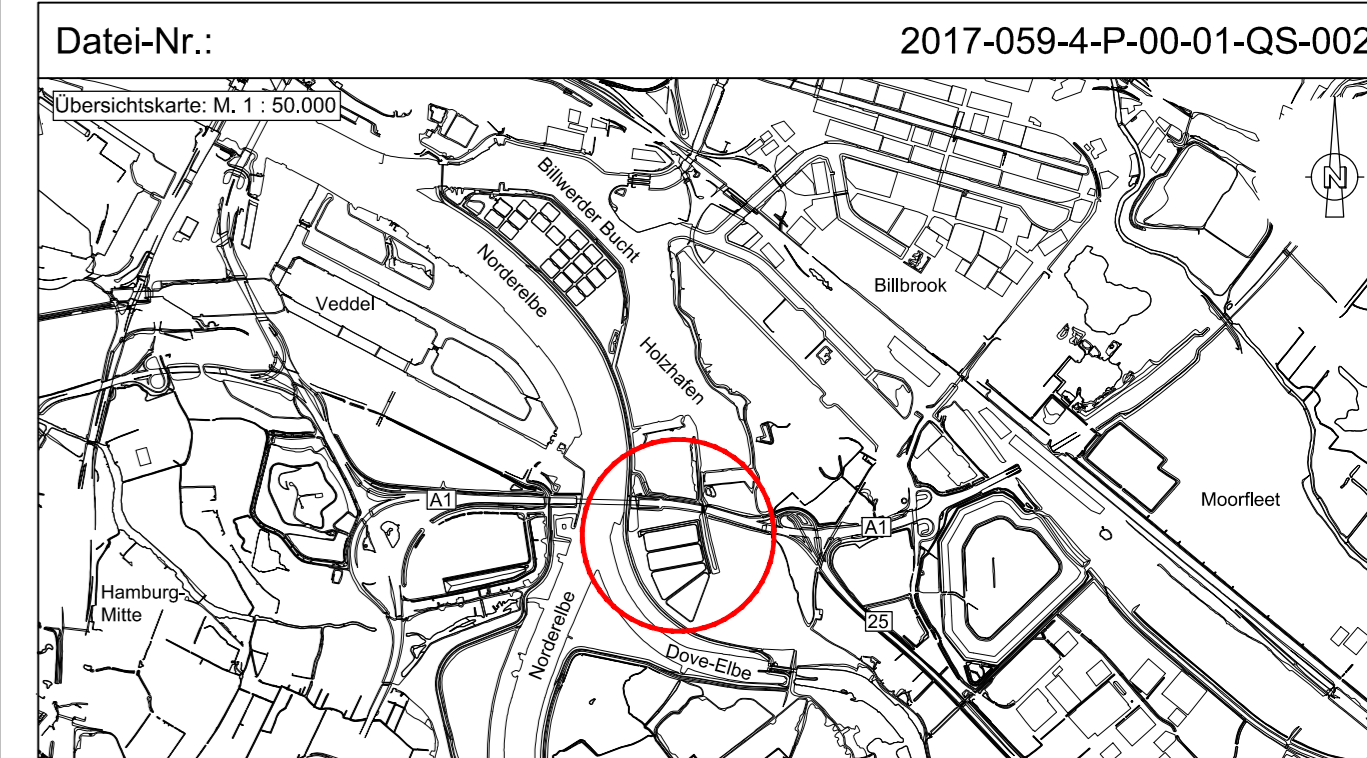 Datei-Nr.: 2017-059-4-P-00-01-QS-002
Übersichtskarte: M. 1 : 50.000
N
Billwerder Bucht
Norderelbe
Veddel
Billbrook
Holzhafen
A1
A1
Moorfleet
Hamburg-
Mitte
25
Norderelbe
Dove-Elbe